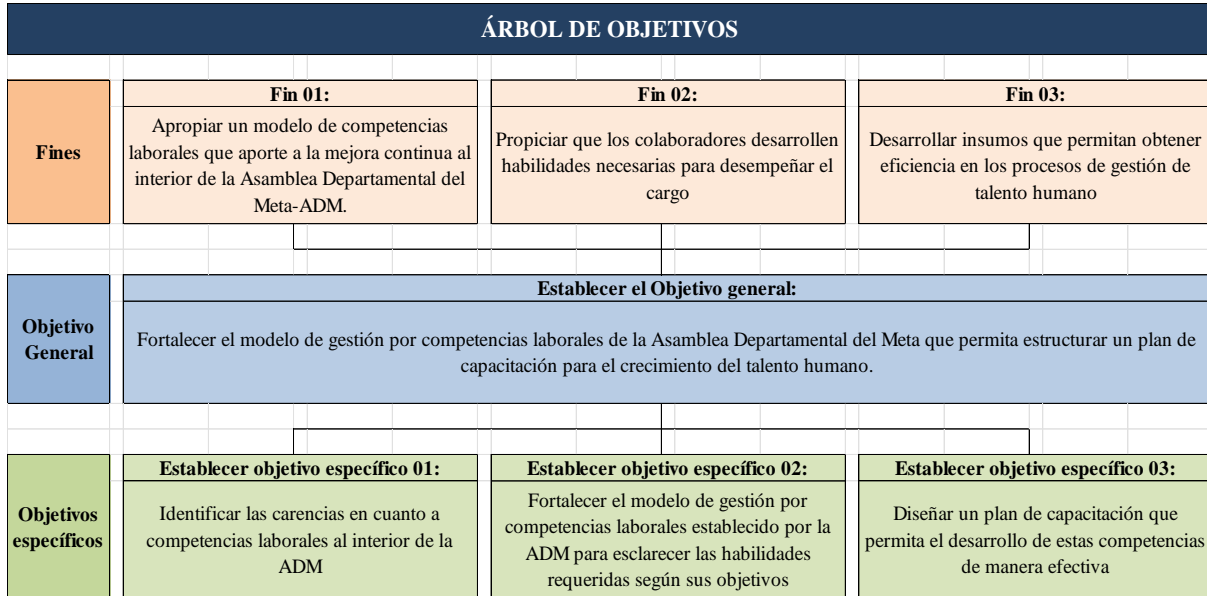 ÁRBOL DE OBJETIVOS
Fines
Fin 01:
Apropiar un modelo de competencias
laborales que aporte a la mejora continua al
interior de la Asamblea Departamental del
Meta-ADM.
Fin 02:
Propiciar que los colaboradores desarrollen
habilidades necesarias para desempeñar el
cargo
Fin 03:
Desarrollar insumos que permitan obtener
eficiencia en los procesos de gestión de
talento humano
Objetivo
General
Establecer el Objetivo general:
Fortalecer el modelo de gestión por competencias laborales de la Asamblea Departamental del Meta que permita estructurar un plan de
capacitación para el crecimiento del talento humano.
Objetivos
específicos
Establecer objetivo específico 01:
Identificar las carencias en cuanto a
competencias laborales al interior de la
ADM
Establecer objetivo específico 02:
Fortalecer el modelo de gestión por
competencias laborales establecido por la
ADM para esclarecer las habilidades
requeridas según sus objetivos
Establecer objetivo específico 03:
Diseñar un plan de capacitación que
permita el desarrollo de estas competencias
de manera efectiva